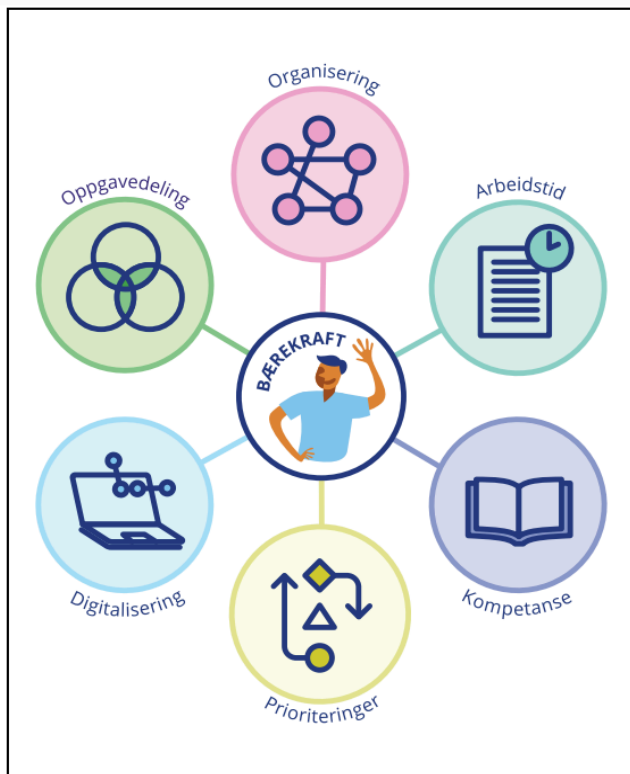 Organisering
Oppgavedeling
Arbeidstid
BÆREKRAFT
Digitalisering
Kompetanse
Prioriteringer